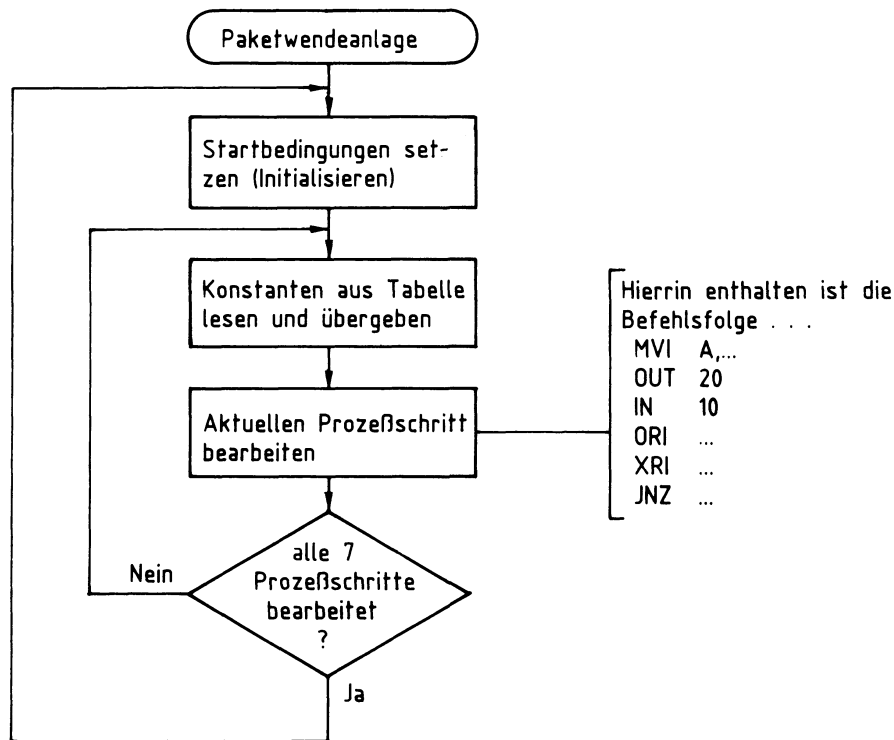 Paketwendeanlage
Startbedingungen set-
zen (Initialisieren)
Konstanten aus Tabelle
lesen und übergeben
Aktuellen Prozeßschritt
bearbeiten
Hierrin enthalten ist die
Befehlsfolge . . .
MVI A,...
OUT 20
IN 10
ORI ...
XRI ...
JNZ ...
alle 7
Prozeßschritte
bearbeitet
?
Nein
Ja